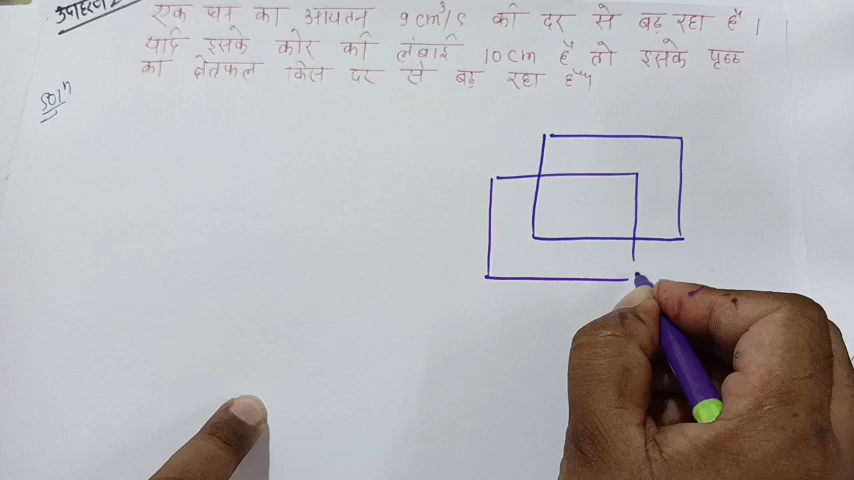 उदाहरण
एक घन का आयतन 9 cm³/s की दर से बढ़ रहा है।
यदि इसके कोर की लंबाई 10 cm है तो इसके पृष्ठ
का क्षेत्रफल किस दर से बढ़ रहा है"
Solⁿ